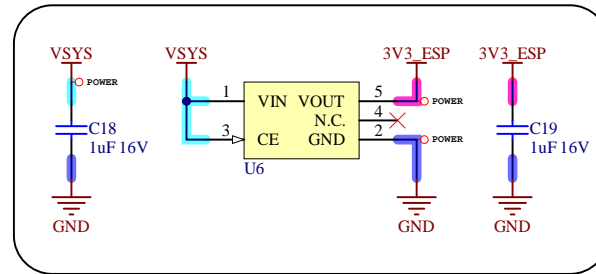 VSYS
POWER
C18
1uF 16V
GND
VSYS
1 VIN VOUT 5
POWER
N.C. 4
3 CE GND 2
POWER
U6
3V3_ESP
GND
3V3_ESP
C19
1uF 16V
GND